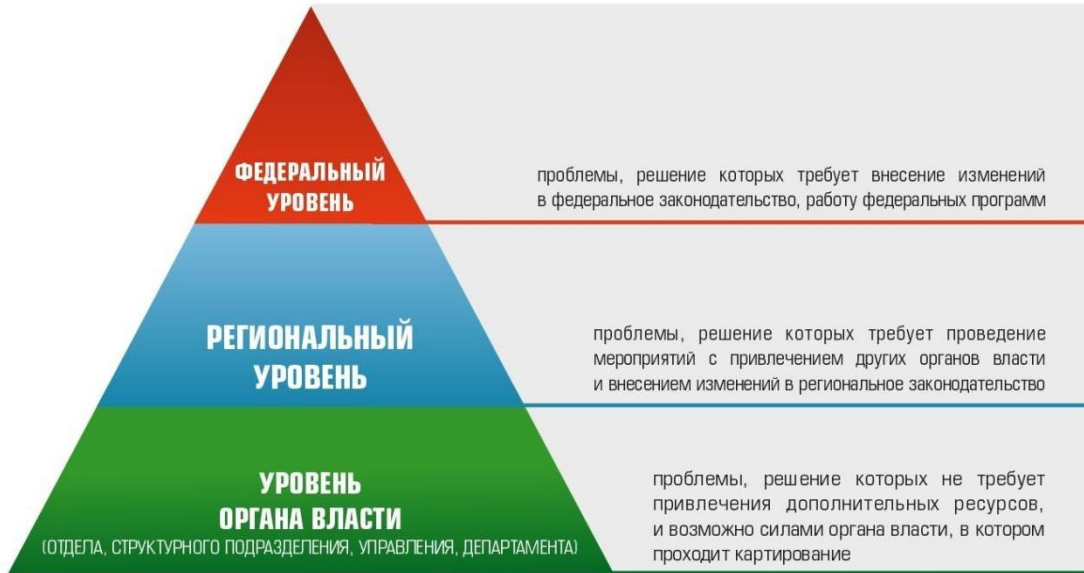 ФЕДЕРАЛЬНЫЙ
УРОВЕНЬ
проблемы, решение которых требует внесение изменений
в федеральное законодательство, работу федеральных программ
РЕГИОНАЛЬНЫЙ
УРОВЕНЬ
проблемы, решение которых требует проведение
мероприятий с привлечением других органов власти
и внесением изменений в региональное законодательство
УРОВЕНЬ
ОРГАНА ВЛАСТИ
(ОТДЕЛА, СТРУКТУРНОГО ПОДРАЗДЕЛЕНИЯ, УПРАВЛЕНИЯ, ДЕПАРТАМЕНТА)
проблемы, решение которых не требует
привлечения дополнительных ресурсов,
и возможно силами органа власти, в котором
проходит картирование